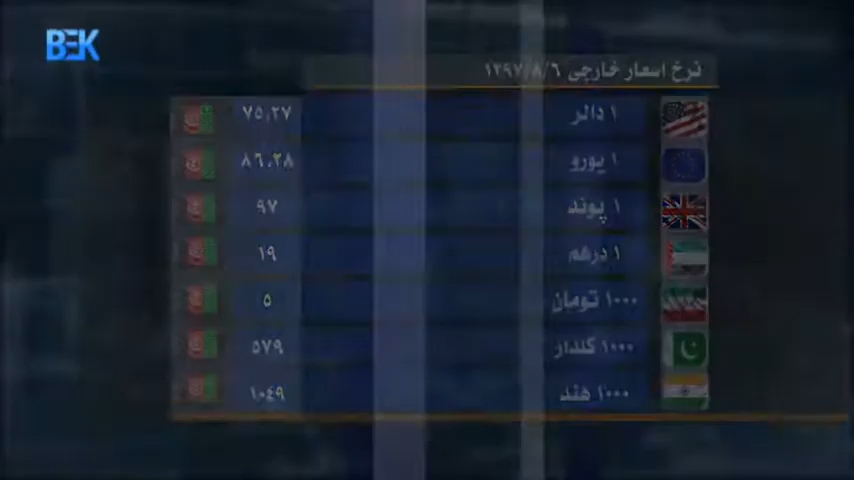 BEK
نرخ اسعار خارجی ۱۳۹۷/۸/۶
۱ دالر ۷۵.۲۷
۱ یورو ۸۶.۲۸
۱ پوند ۹۷
۱ درهم ۱۹
۱۰۰۰ تومان ۵
۱۰۰۰ کلدار ۵۷۹
۱۰۰۰ هند ۱۰۴۹